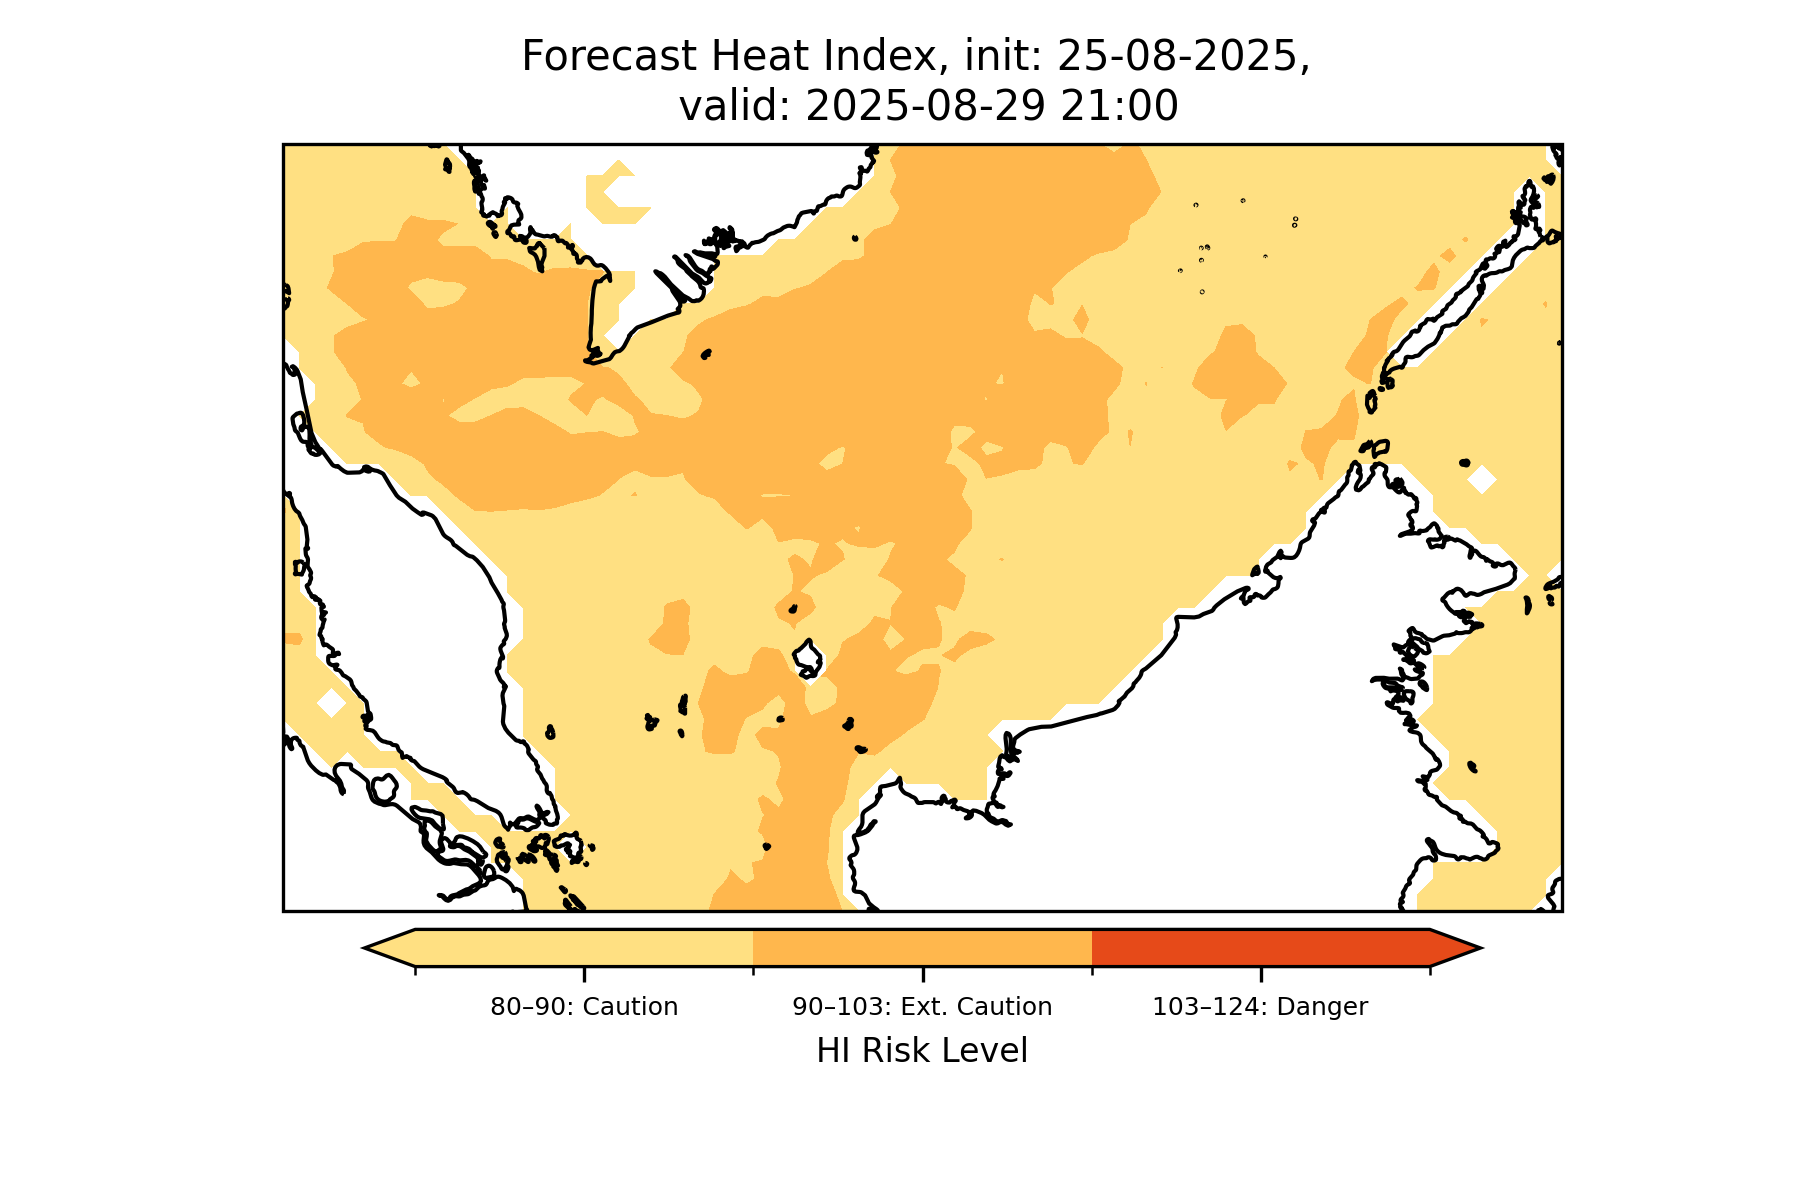 Forecast Heat Index, init: 25-08-2025,
valid: 2025-08-29 21:00
80–90: Caution
90–103: Ext. Caution
103–124: Danger
HI Risk Level